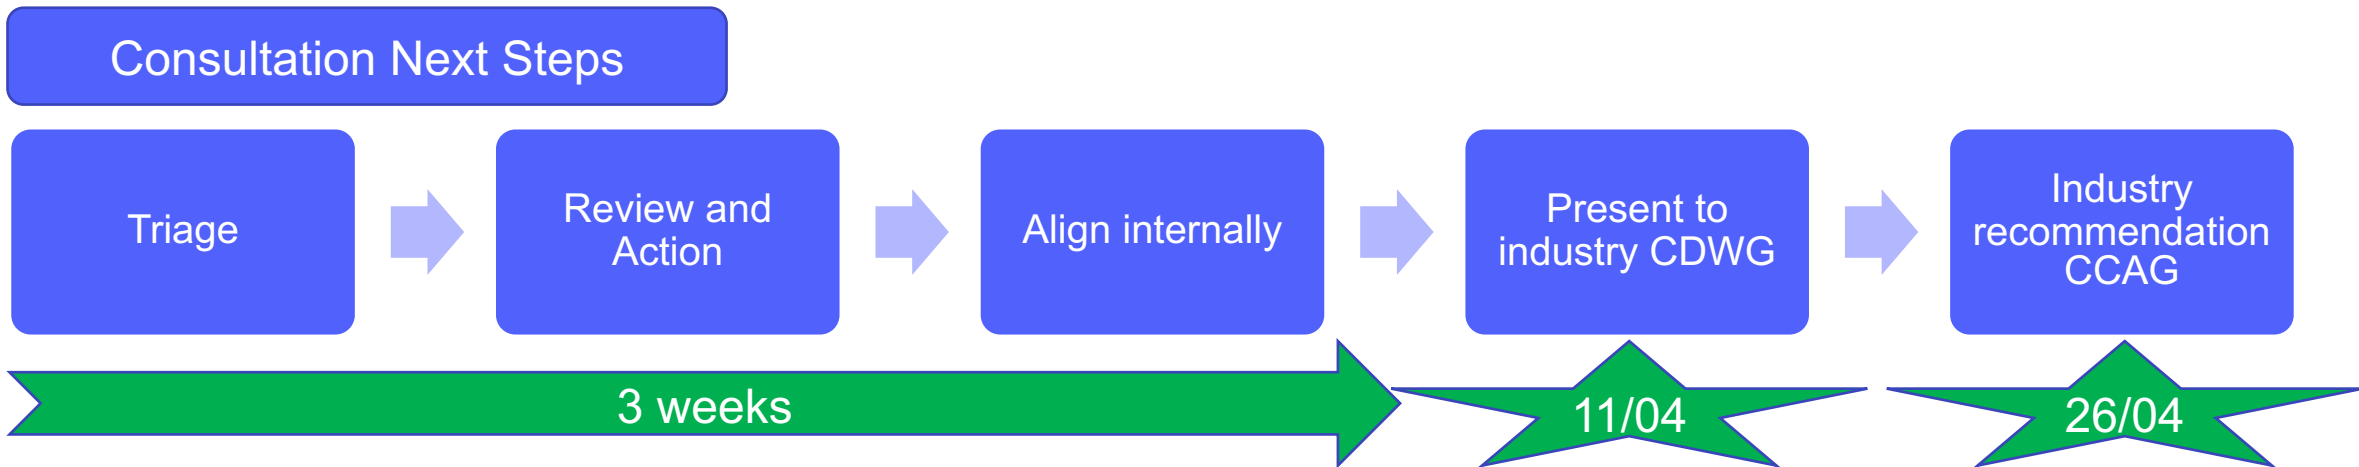 Consultation Next Steps
Triage
Review and
Action
Align internally
Present to
industry CDWG
Industry
recommendation
CCAG
3 weeks
11/04
26/04